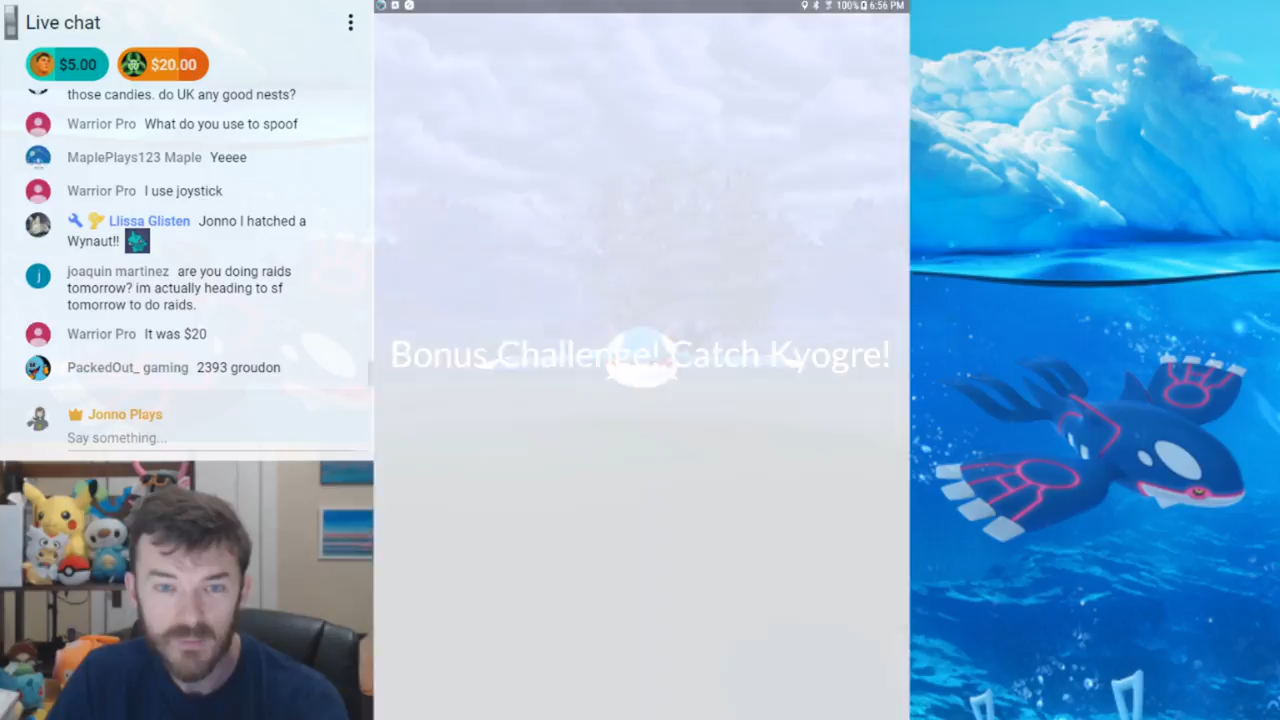 Live chat
$5.00 $20.00
those candies. do UK any good nests?
Warrior Pro What do you use to spoof
MaplePlays123 Maple Yeeee
Warrior Pro I use joystick
Llissa Glisten Jonno I hatched a
Wynaut!!
joaquin martinez are you doing raids
tomorrow? im actually heading to sf
tomorrow to do raids.
Warrior Pro It was $20
PackedOut_ gaming 2393 groudon
Jonno Plays
Say something...
100% 6:56 PM
Bonus Challenge! Catch Kyogre!